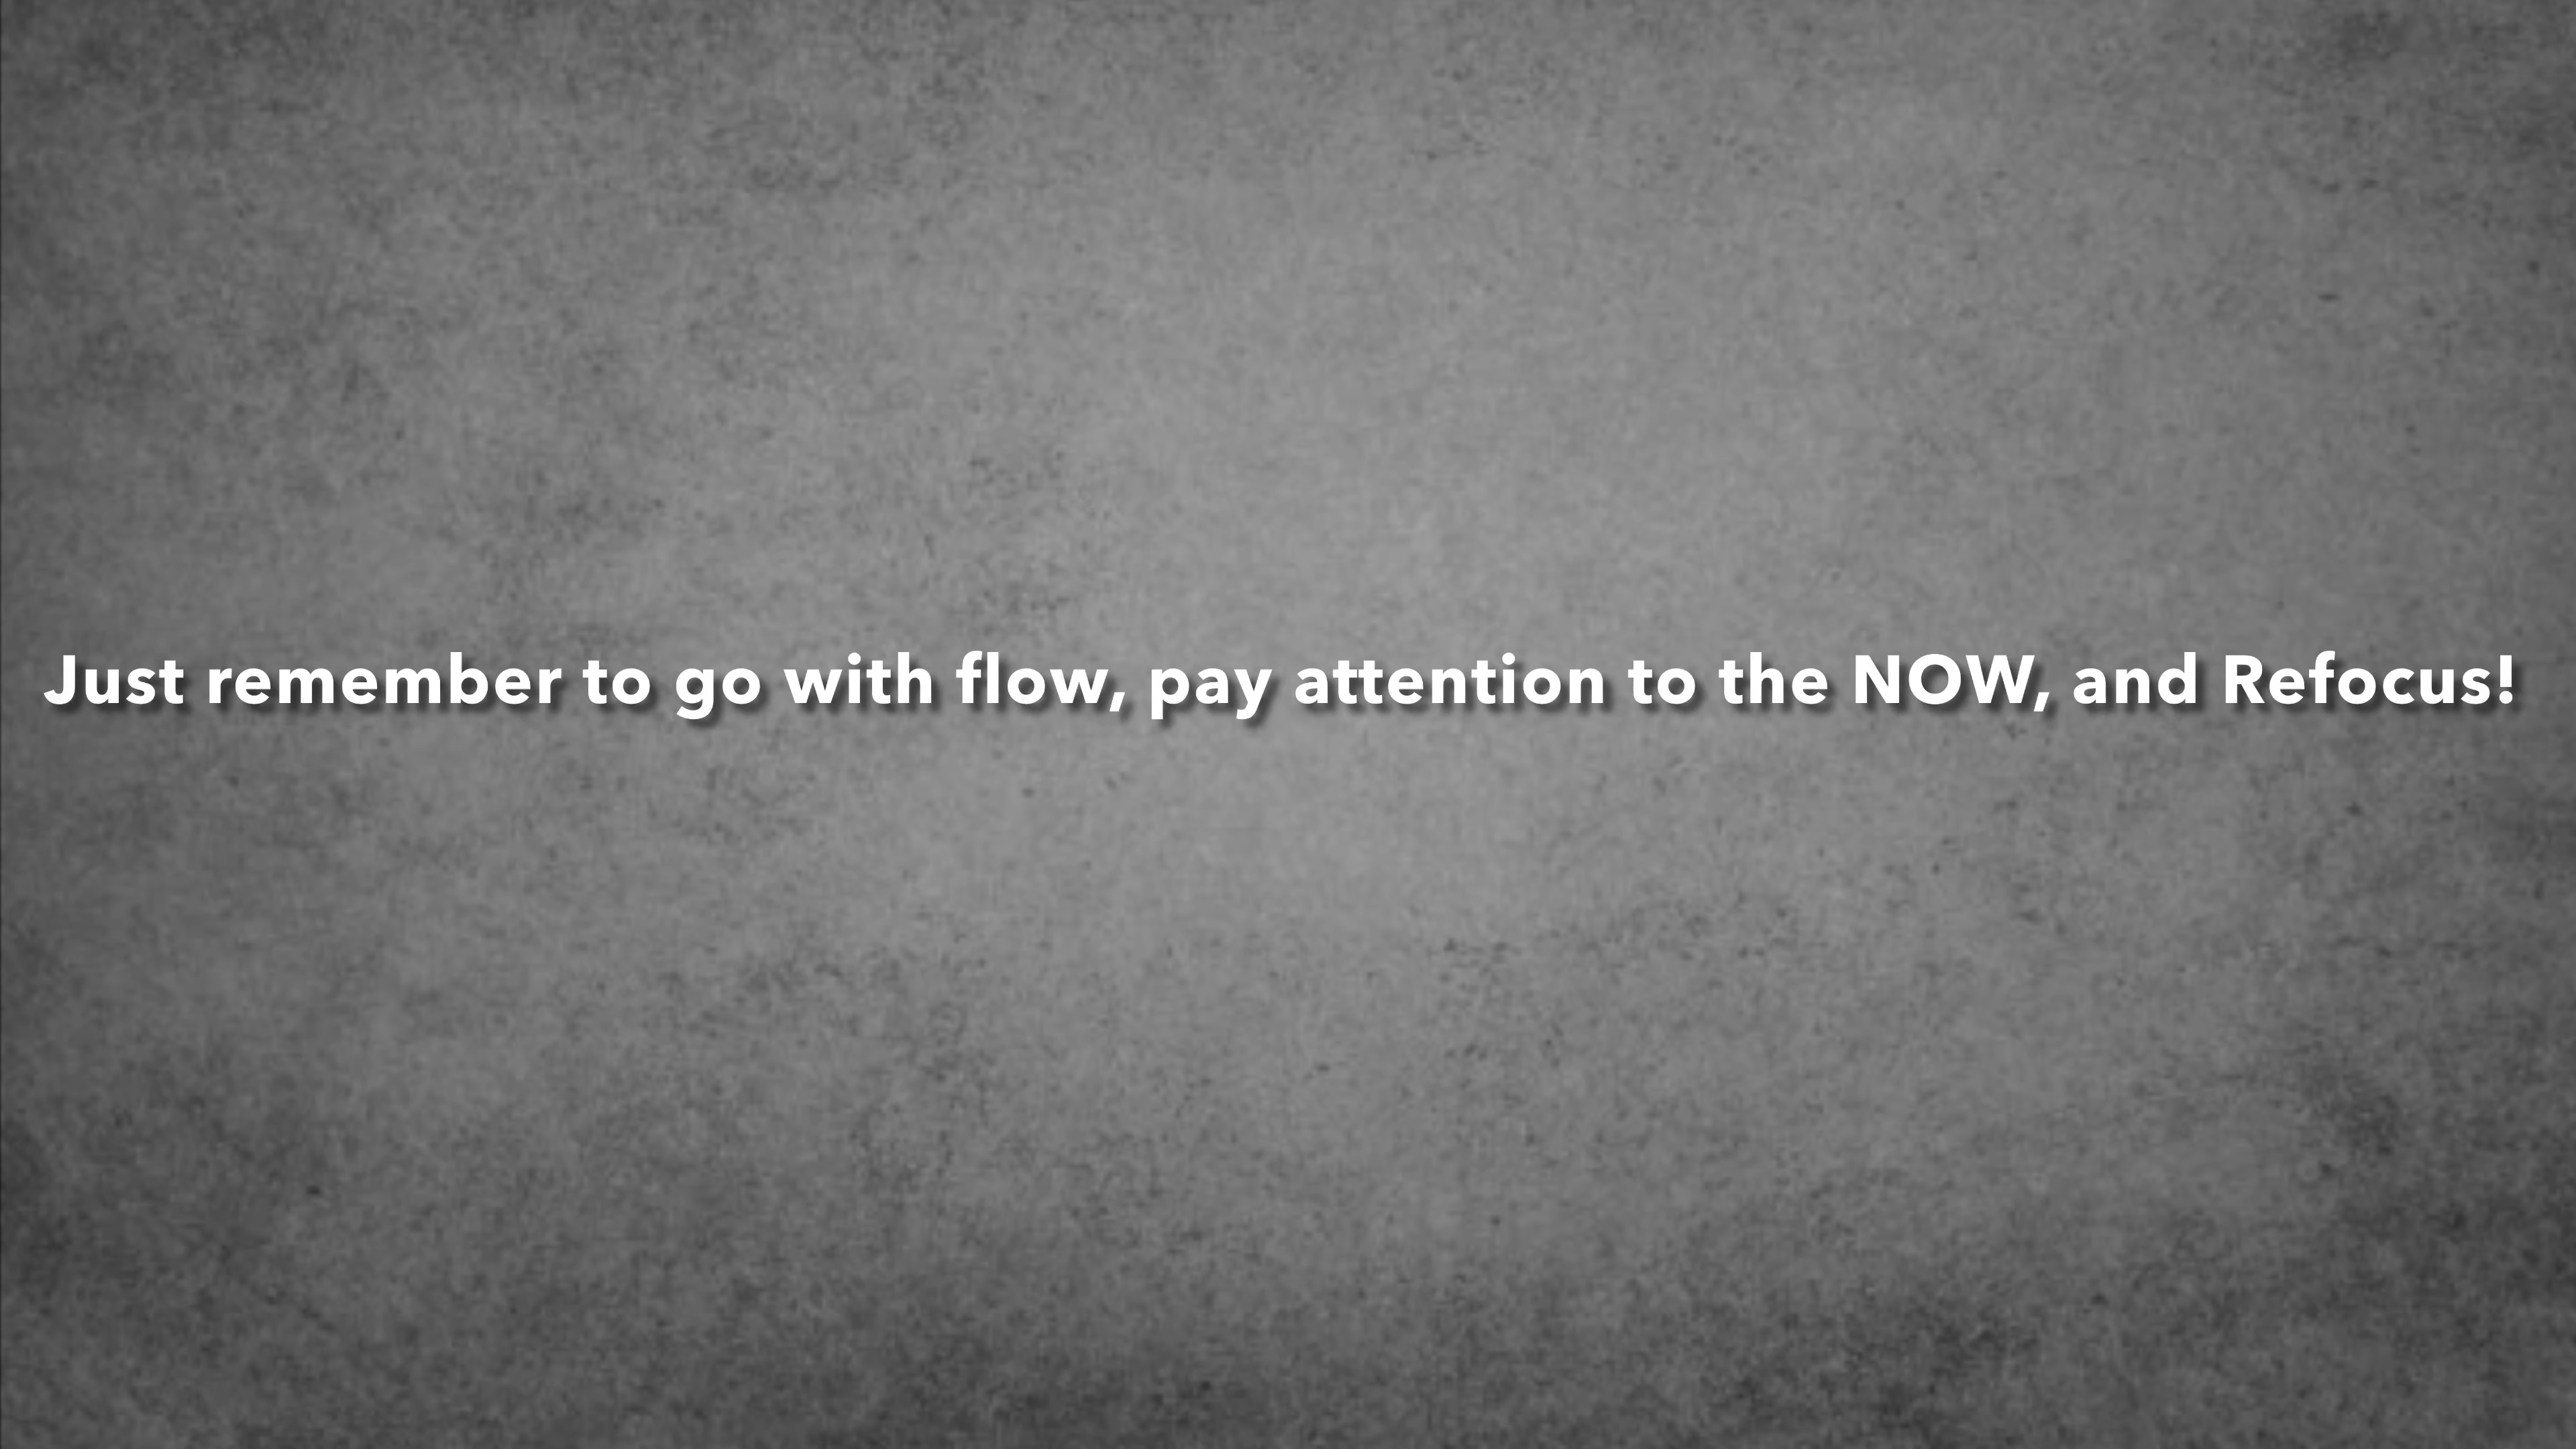 Just remember to go with flow, pay attention to the NOW, and Refocus!